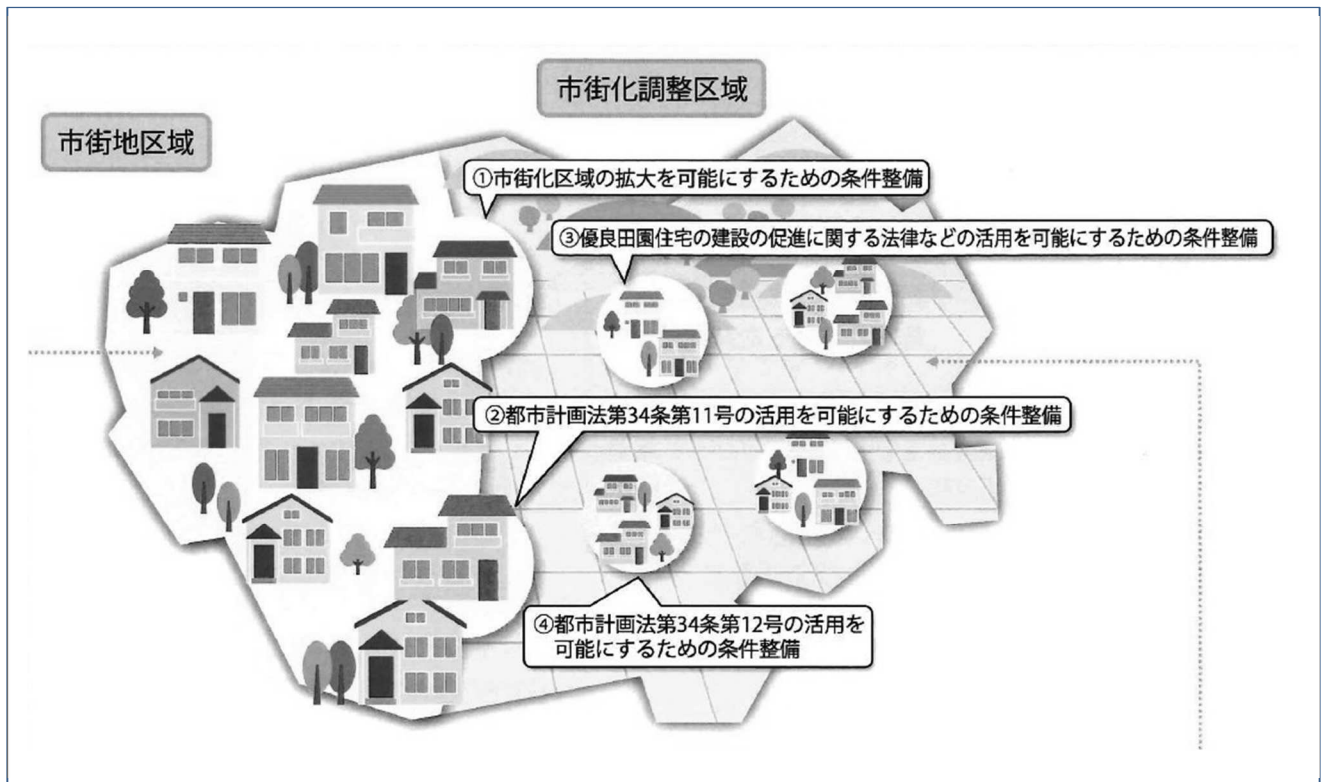 市街化調整区域
市街地区域
①市街化区域の拡大を可能にするための条件整備
③優良田園住宅の建設の促進に関する法律などの活用を可能にするための条件整備
②都市計画法第34条第11号の活用を可能にするための条件整備
④都市計画法第34条第12号の活用を
可能にするための条件整備